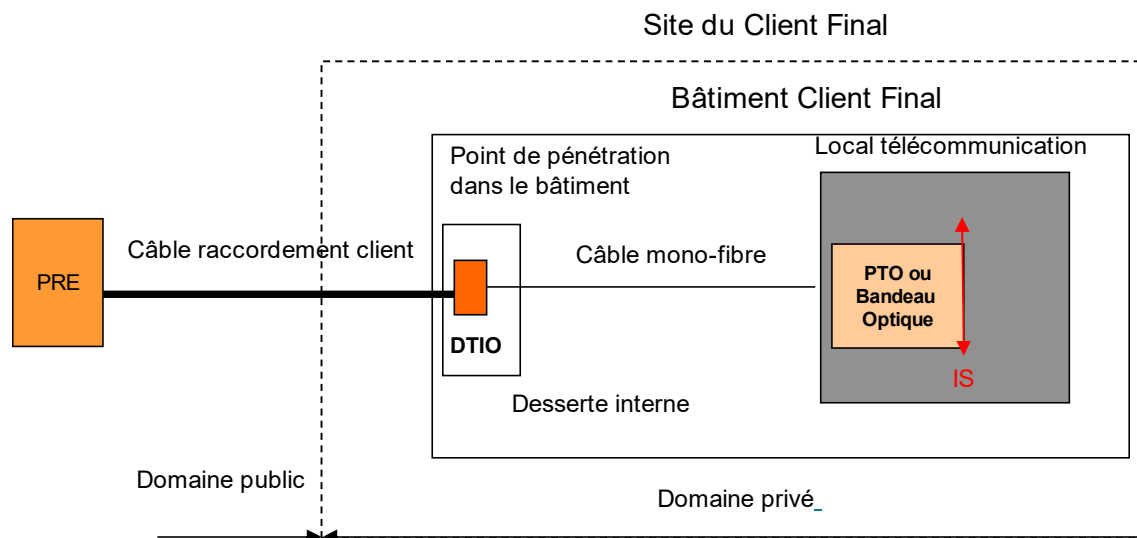 Site du Client Final
Bâtiment Client Final
Point de pénétration
dans le bâtiment
Local télécommunication
Câble raccordement client
Câble mono-fibre
PRE
PTO ou
Bandeau
Optique
DTIO
IS
Desserte interne
Domaine public
Domaine privé